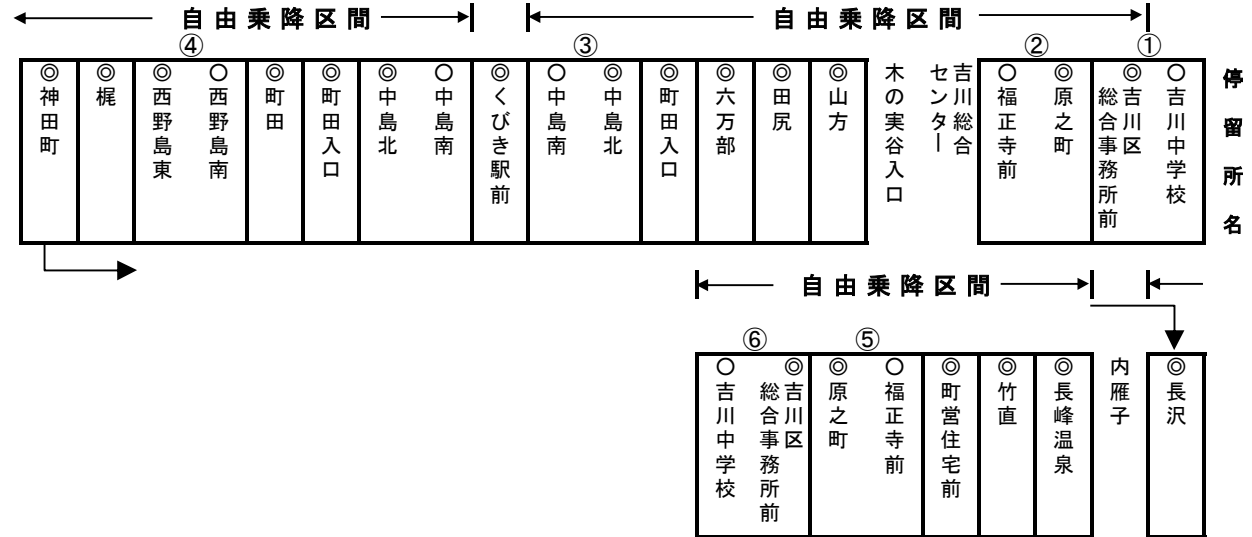 自由乗降区間
自由乗降区間
停留所名
①
○吉川中学校
◎吉川区
総合事務所前
②
◎原之町
○福正寺前
吉川総合
センター
木の実谷入口
◎山方
◎田尻
◎六万部
◎町田入口
③
◎中島北
○中島南
◎くびき駅前
○中島南
◎中島北
◎町田入口
◎町田
④
○西野島南
◎西野島東
◎梶
◎神田町
自由乗降区間
◎長沢
内雁子
◎長峰温泉
◎竹直
◎町営住宅前
⑤
○福正寺前
◎原之町
⑥
◎吉川区
総合事務所前
○吉川中学校